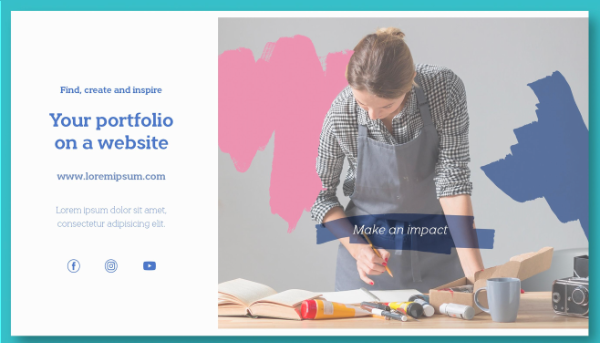 Find, create and inspire
Your portfolio
on a website
www.loremipsum.com
Lorem ipsum dolor sit amet,
consectetur adipisicing elit.
Make an impact